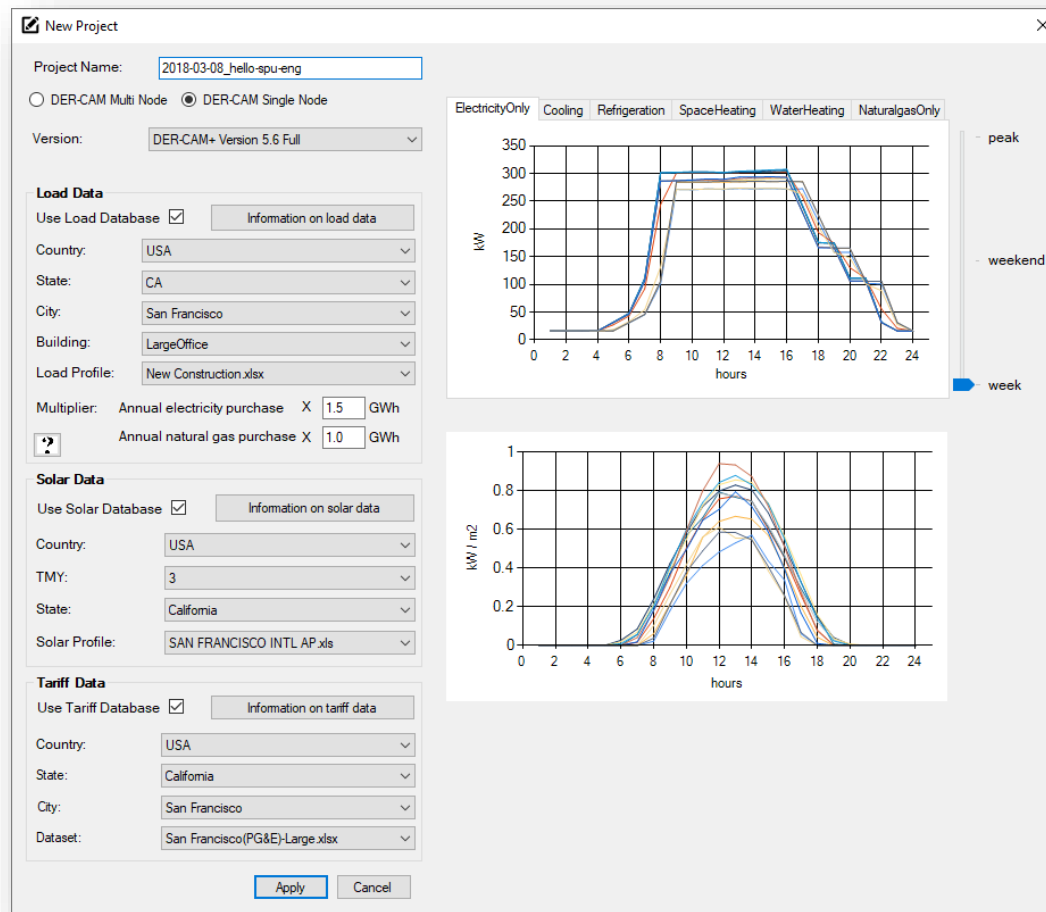 New Project
Project Name: 2018-03-08_hello-spu-eng
DER-CAM Multi Node DER-CAM Single Node
Version: DER-CAM+ Version 5.6 Full
Load Data
Use Load Database Information on load data
Country: USA
State: CA
City: San Francisco
Building: LargeOffice
Load Profile: New Construction.xlsx
Multiplier: Annual electricity purchase X 1.5 GWh
? Annual natural gas purchase X 1.0 GWh
Solar Data
Use Solar Database Information on solar data
Country: USA
TMY: 3
State: California
Solar Profile: SAN FRANCISCO INTL AP.xls
Tariff Data
Use Tariff Database Information on tariff data
Country: USA
State: California
City: San Francisco
Dataset: San Francisco(PG&E)-Large.xlsx
Apply Cancel
ElectricityOnly Cooling Refrigeration SpaceHeating WaterHeating NaturalgasOnly
350
300
250
200
150
100
50
0
kW
0 2 4 6 8 10 12 14 16 18 20 22 24
hours
peak
weekend
week
1
0.8
0.6
0.4
0.2
0
kW / m2
0 2 4 6 8 10 12 14 16 18 20 22 24
hours